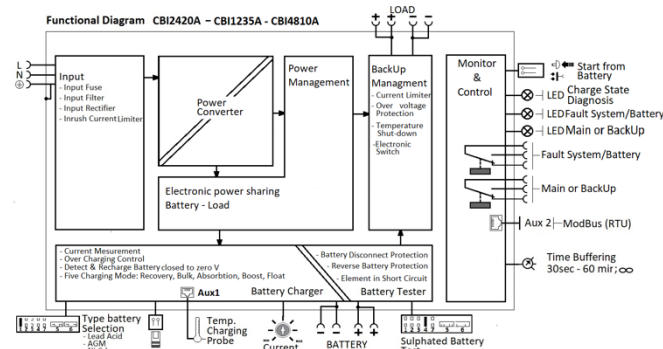 Functional Diagram CBI2420A – CBI1235A - CBI4810A
LOAD
+ + - -
L
N
Input
- Input Fuse
- Input Filter
- Input Rectifier
- Inrush CurrentLimiter
Power
Converter
Power
Management
BackUp
Managment
- Current Limiter
- Over voltage
Protection
- Temperature
Shut-down
-Electronic
Switch
Monitor
&
Control
Start from
Battery
LED Charge State
Diagnosis
LED Fault System/Battery
LED Main or BackUp
Fault System/Battery
Main or BackUp
Aux 2 ModBus (RTU)
Time Buffering
30sec - 60 mir; ∞
Electronic power sharing
Battery - Load
- Current Mesurement
- Over Charging Control
- Detect & Recharge Battery closed to zero V
- Five Charging Mode: Recovery, Bulk, Absorbtion, Boost, Float
Aux1
Battery Charger
- Battery Disconnect Protection
- Reverse Battery Protection
- Element in Short Circuit
Battery Tester
Type battery
Selection
- Lead Acid
- AGM
Temp.
Charging
Probe
Current
- - + +
BATTERY
Sulphated Battery